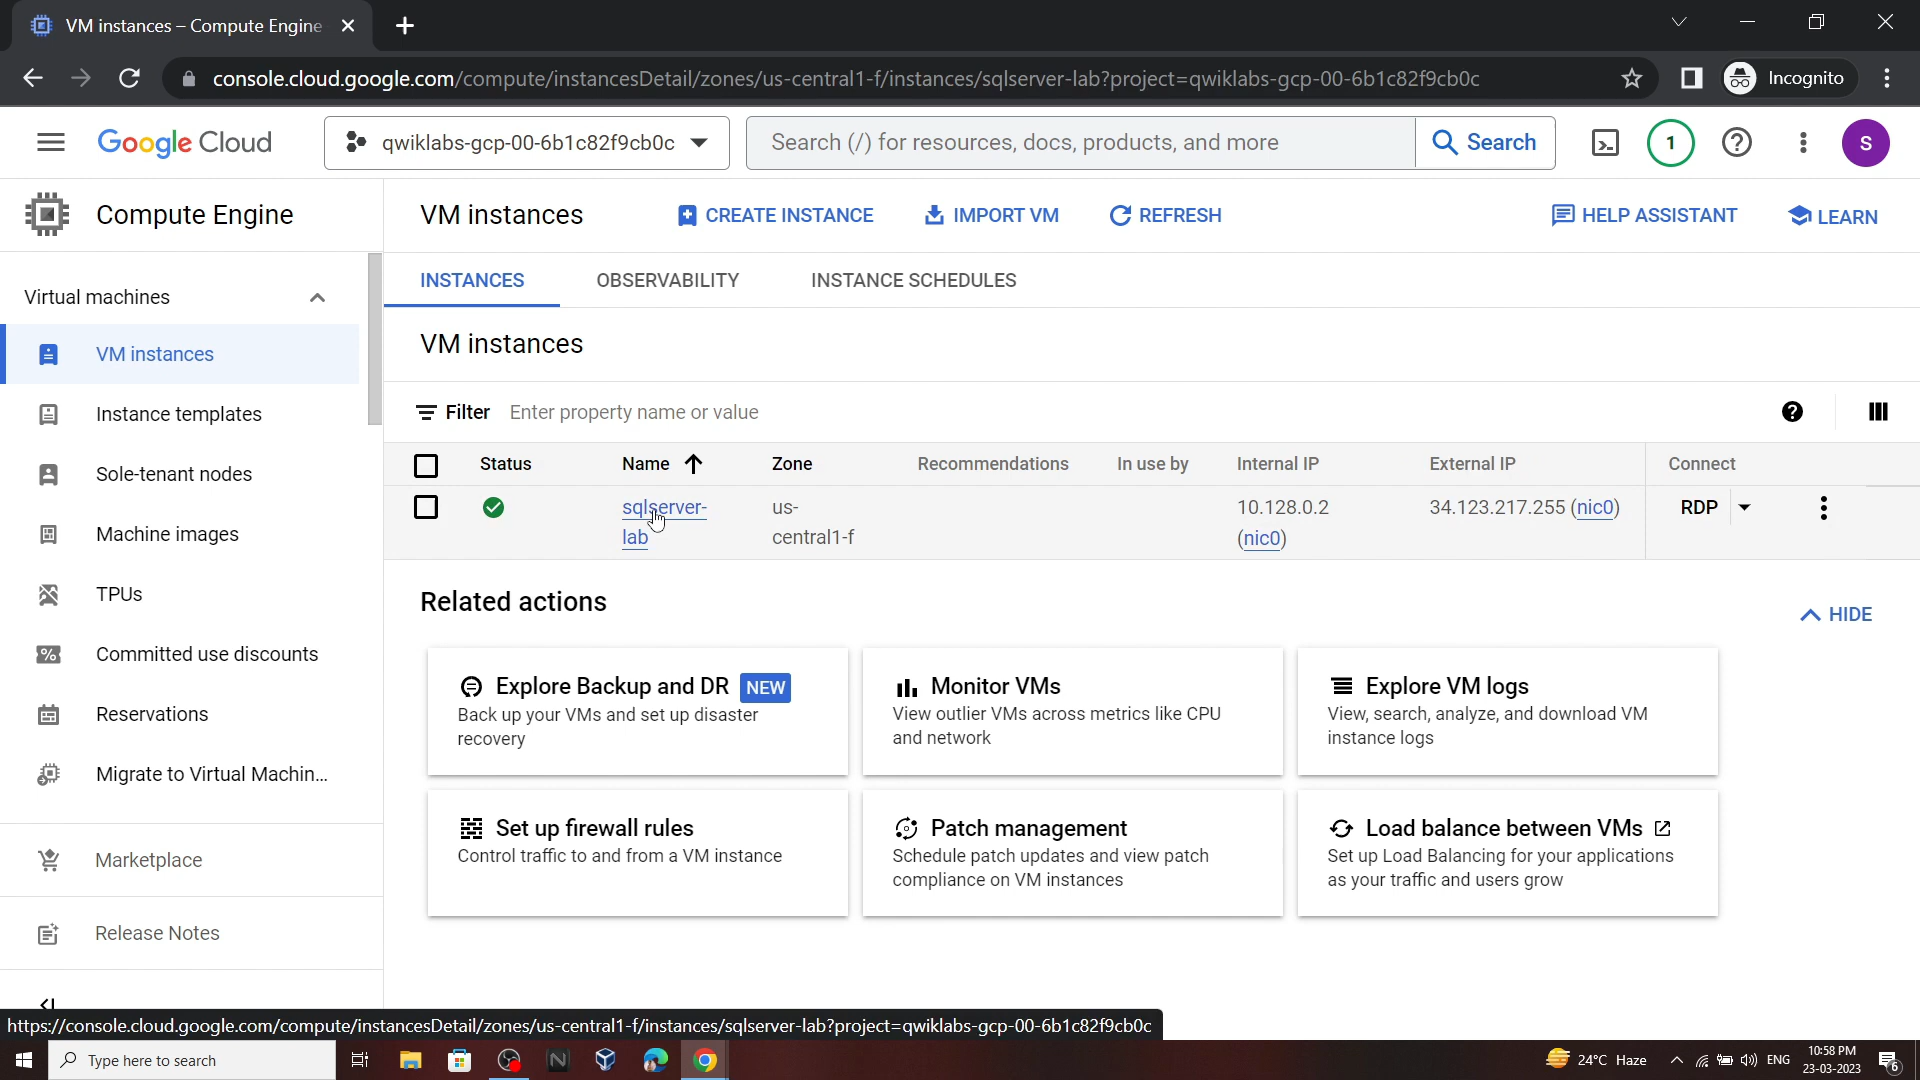 VM instances – Compute Engine
console.cloud.google.com/compute/instancesDetail/zones/us-central1-f/instances/sqlserver-lab?project=qwiklabs-gcp-00-6b1c82f9cb0c
Incognito
Google Cloud
qwiklabs-gcp-00-6b1c82f9cb0c
Search (/) for resources, docs, products, and more
Search
1
S
Compute Engine
VM instances
CREATE INSTANCE
IMPORT VM
REFRESH
HELP ASSISTANT
LEARN
Virtual machines
VM instances
Instance templates
Sole-tenant nodes
Machine images
TPUs
Committed use discounts
Reservations
Migrate to Virtual Machin...
Marketplace
Release Notes
INSTANCES
OBSERVABILITY
INSTANCE SCHEDULES
VM instances
Filter Enter property name or value
Status Name Zone Recommendations In use by Internal IP External IP Connect
sqlserver- us- 10.128.0.2 34.123.217.255 (nic0) RDP
lab central1-f (nic0)
Related actions
HIDE
Explore Backup and DR NEW
Back up your VMs and set up disaster
recovery
Monitor VMs
View outlier VMs across metrics like CPU
and network
Explore VM logs
View, search, analyze, and download VM
instance logs
Set up firewall rules
Control traffic to and from a VM instance
Patch management
Schedule patch updates and view patch
compliance on VM instances
Load balance between VMs
Set up Load Balancing for your applications
as your traffic and users grow
https://console.cloud.google.com/compute/instancesDetail/zones/us-central1-f/instances/sqlserver-lab?project=qwiklabs-gcp-00-6b1c82f9cb0c
Type here to search
24°C Haze
ENG
10:58 PM
23-03-2023
6